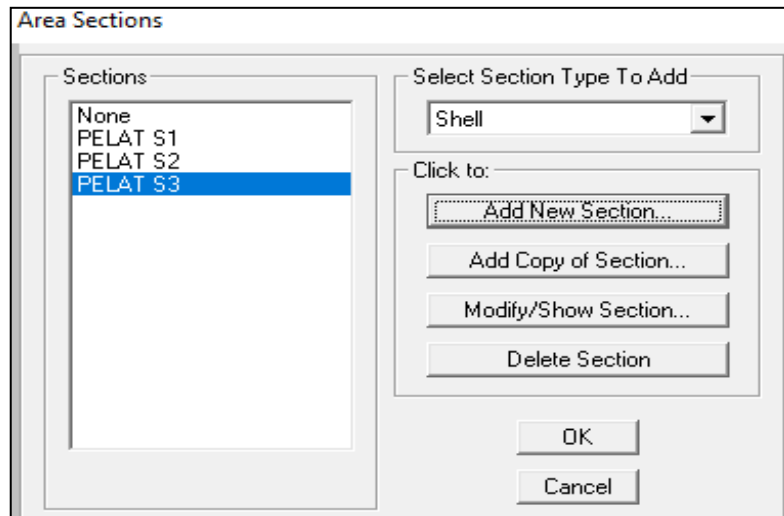 Area Sections
Sections
None
PELAT S1
PELAT S2
PELAT S3
Select Section Type To Add
Shell
Click to:
Add New Section...
Add Copy of Section...
Modify/Show Section...
Delete Section
OK
Cancel